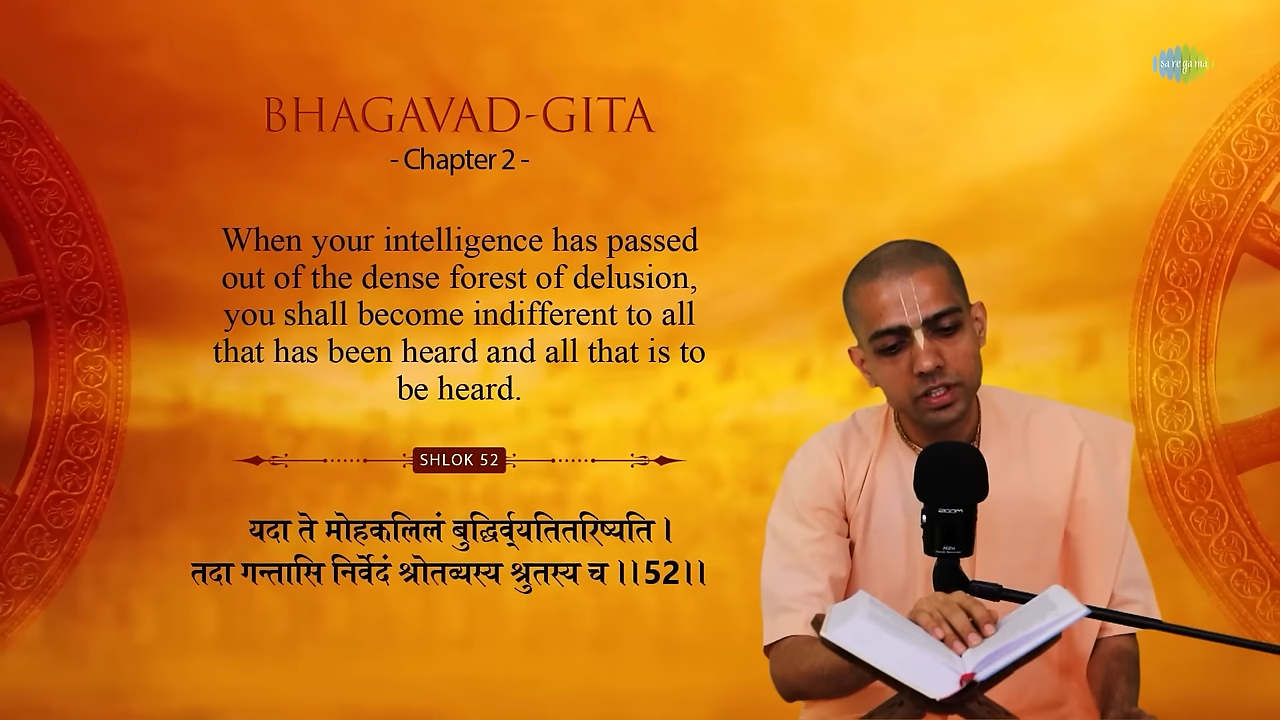 saregama
BHAGAVAD-GITA
- Chapter 2 -
When your intelligence has passed
out of the dense forest of delusion,
you shall become indifferent to all
that has been heard and all that is to
be heard.
SHLOK 52
यदा ते मोहकलिलं बुद्धिर्व्यतितरिष्यति ।
तदा गन्तासि निर्वेदं श्रोतव्यस्य श्रुतस्य च ।।52।।
ZOOM